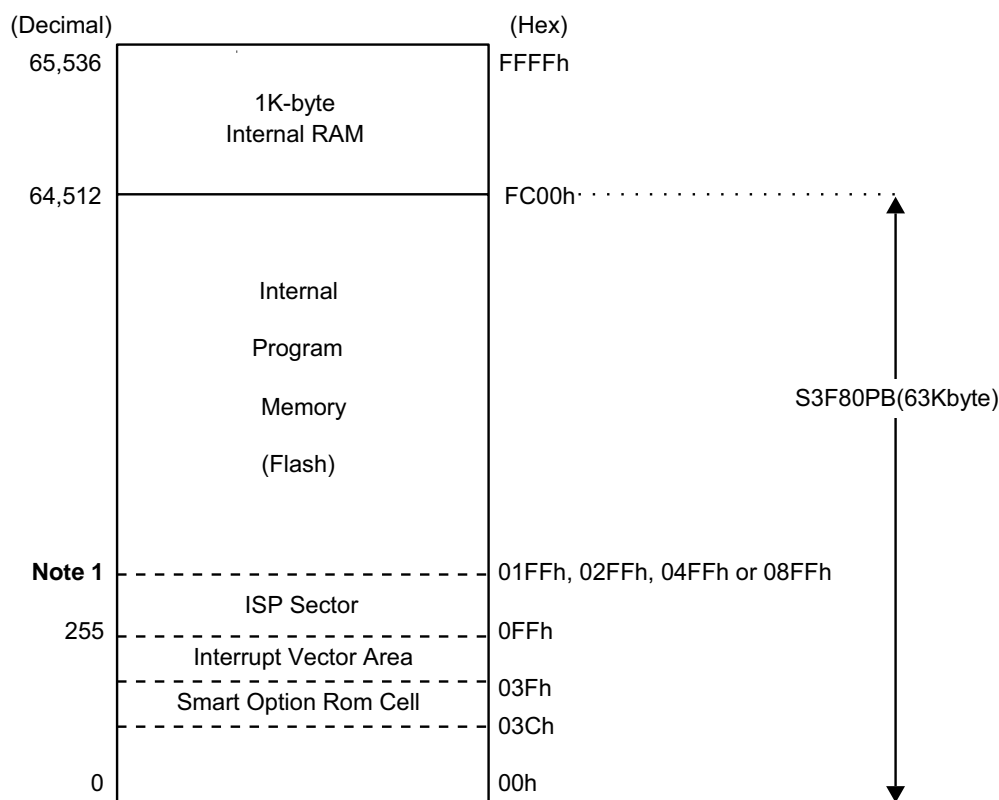 (Decimal) (Hex)
65,536 FFFFh
1K-byte
Internal RAM
64,512 FC00h
Internal
Program
Memory
(Flash)
S3F80PB(63Kbyte)
Note 1 01FFh, 02FFh, 04FFh or 08FFh
ISP Sector
255 0FFh
Interrupt Vector Area
03Fh
Smart Option Rom Cell
03Ch
0 00h